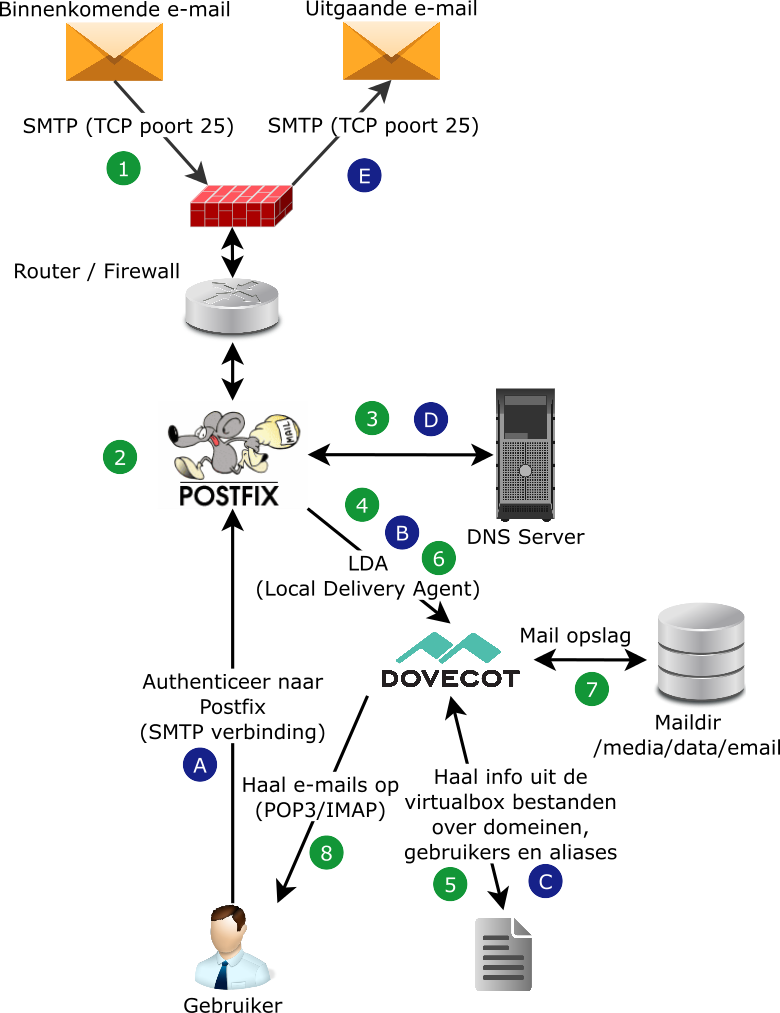 Binnenkomende e-mail
Uitgaande e-mail
SMTP (TCP poort 25)
SMTP (TCP poort 25)
1
E
Router / Firewall
MAIL
POSTFIX
2
3
D
DNS Server
4
B
6
LDA
(Local Delivery Agent)
DOVECOT
Mail opslag
7
Maildir
/media/data/email
Authenticeer naar
Postfix
(SMTP verbinding)
A
Haal e-mails op
(POP3/IMAP)
8
Haal info uit de
virtualbox bestanden
over domeinen,
gebruikers en aliases
5
C
Gebruiker